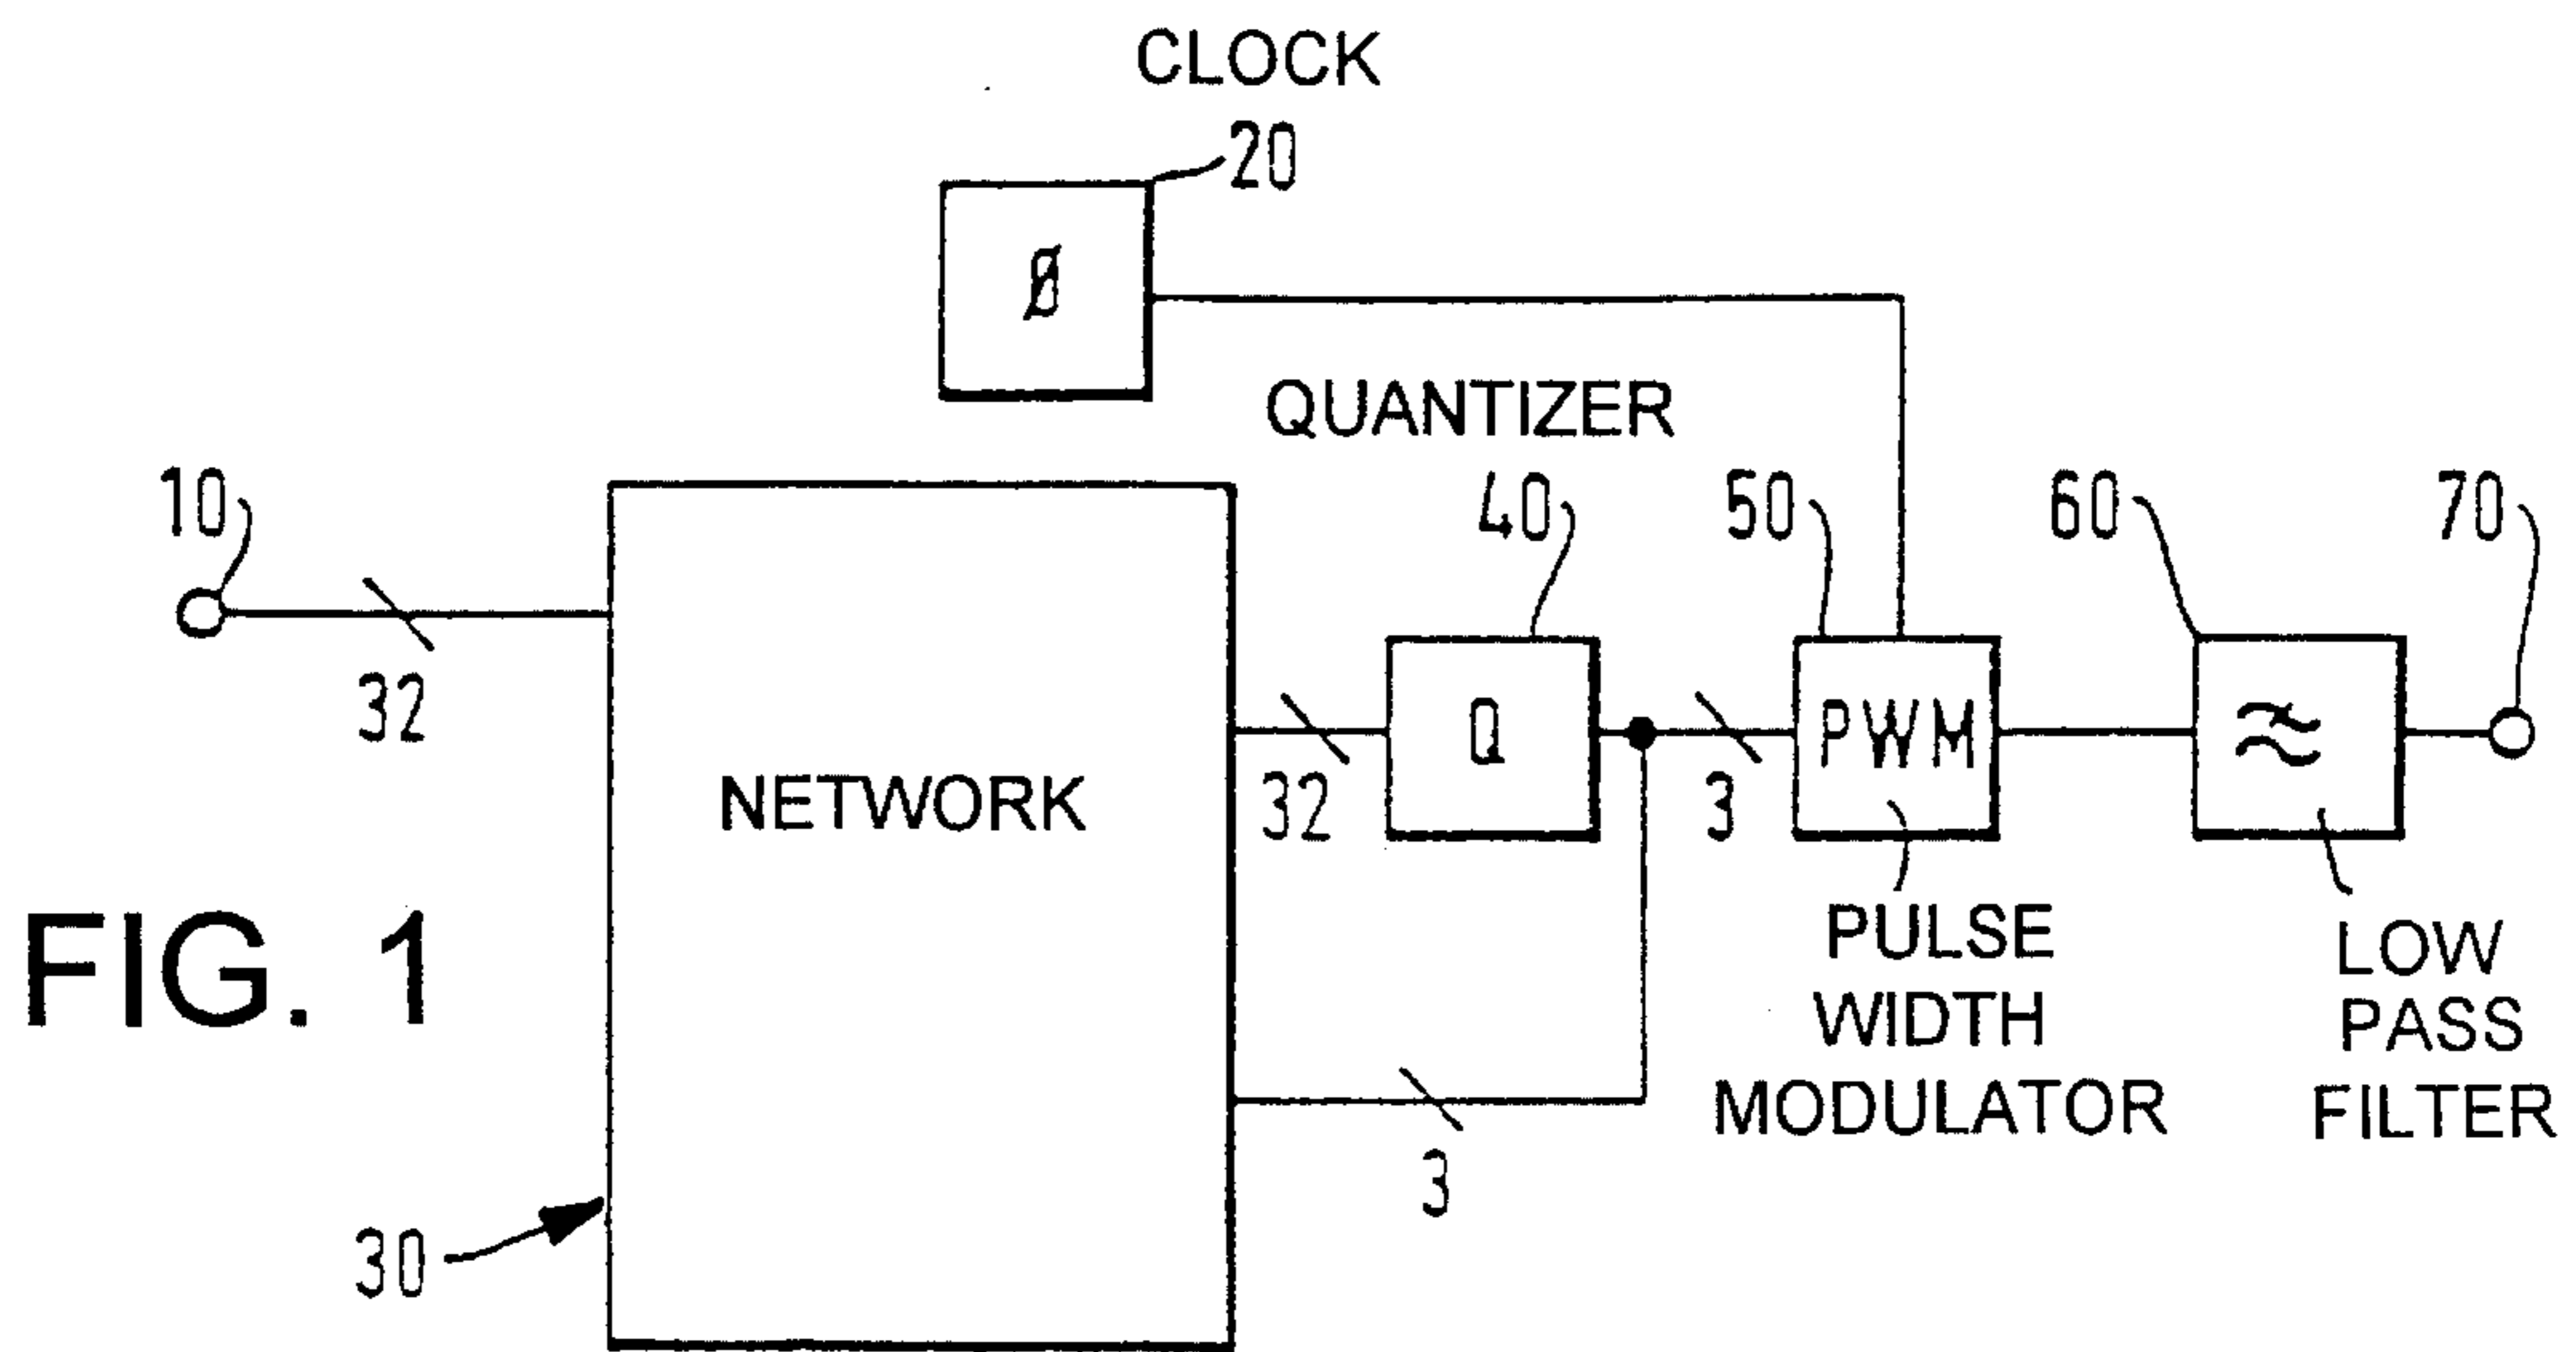 CLOCK
20
Ø
QUANTIZER
10
40
50
60
70
32
NETWORK
32
Q
3
PWM
PULSE
WIDTH
MODULATOR
LOW
PASS
FILTER
FIG. 1
3
30